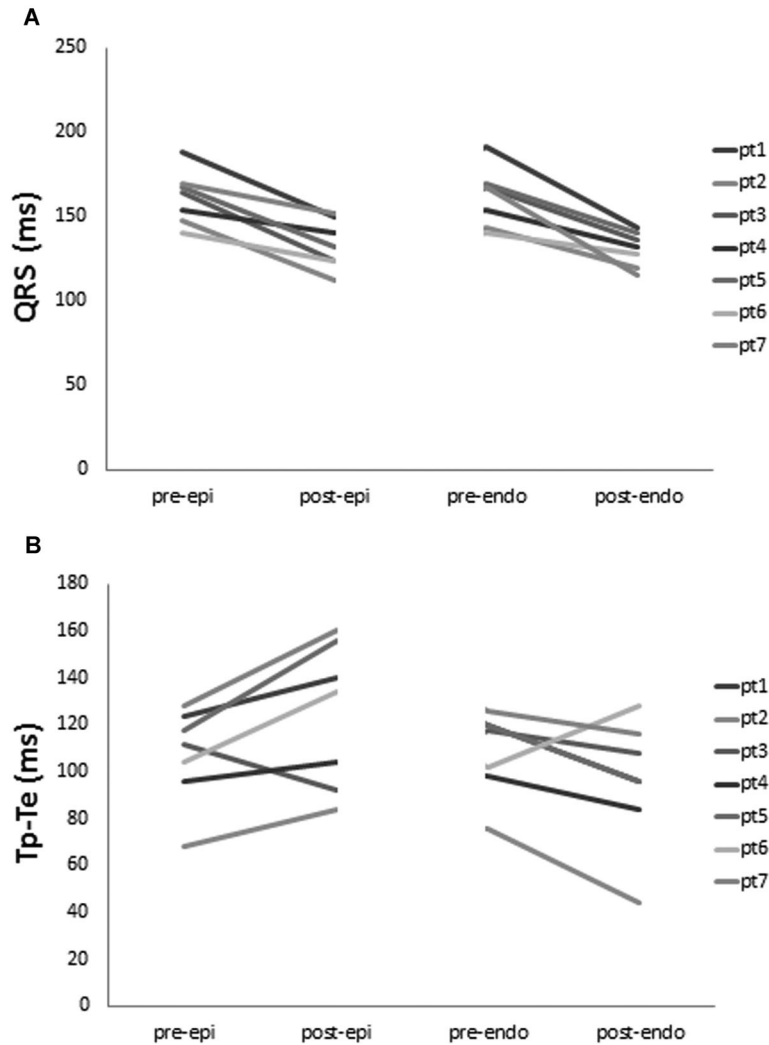 A
250
200
150
100
50
0
QRS (ms)
pre-epi post-epi pre-endo post-endo
pt1
pt2
pt3
pt4
pt5
pt6
pt7
B
180
160
140
120
100
80
60
40
20
0
Tp-Te (ms)
pre-epi post-epi pre-endo post-endo
pt1
pt2
pt3
pt4
pt5
pt6
pt7